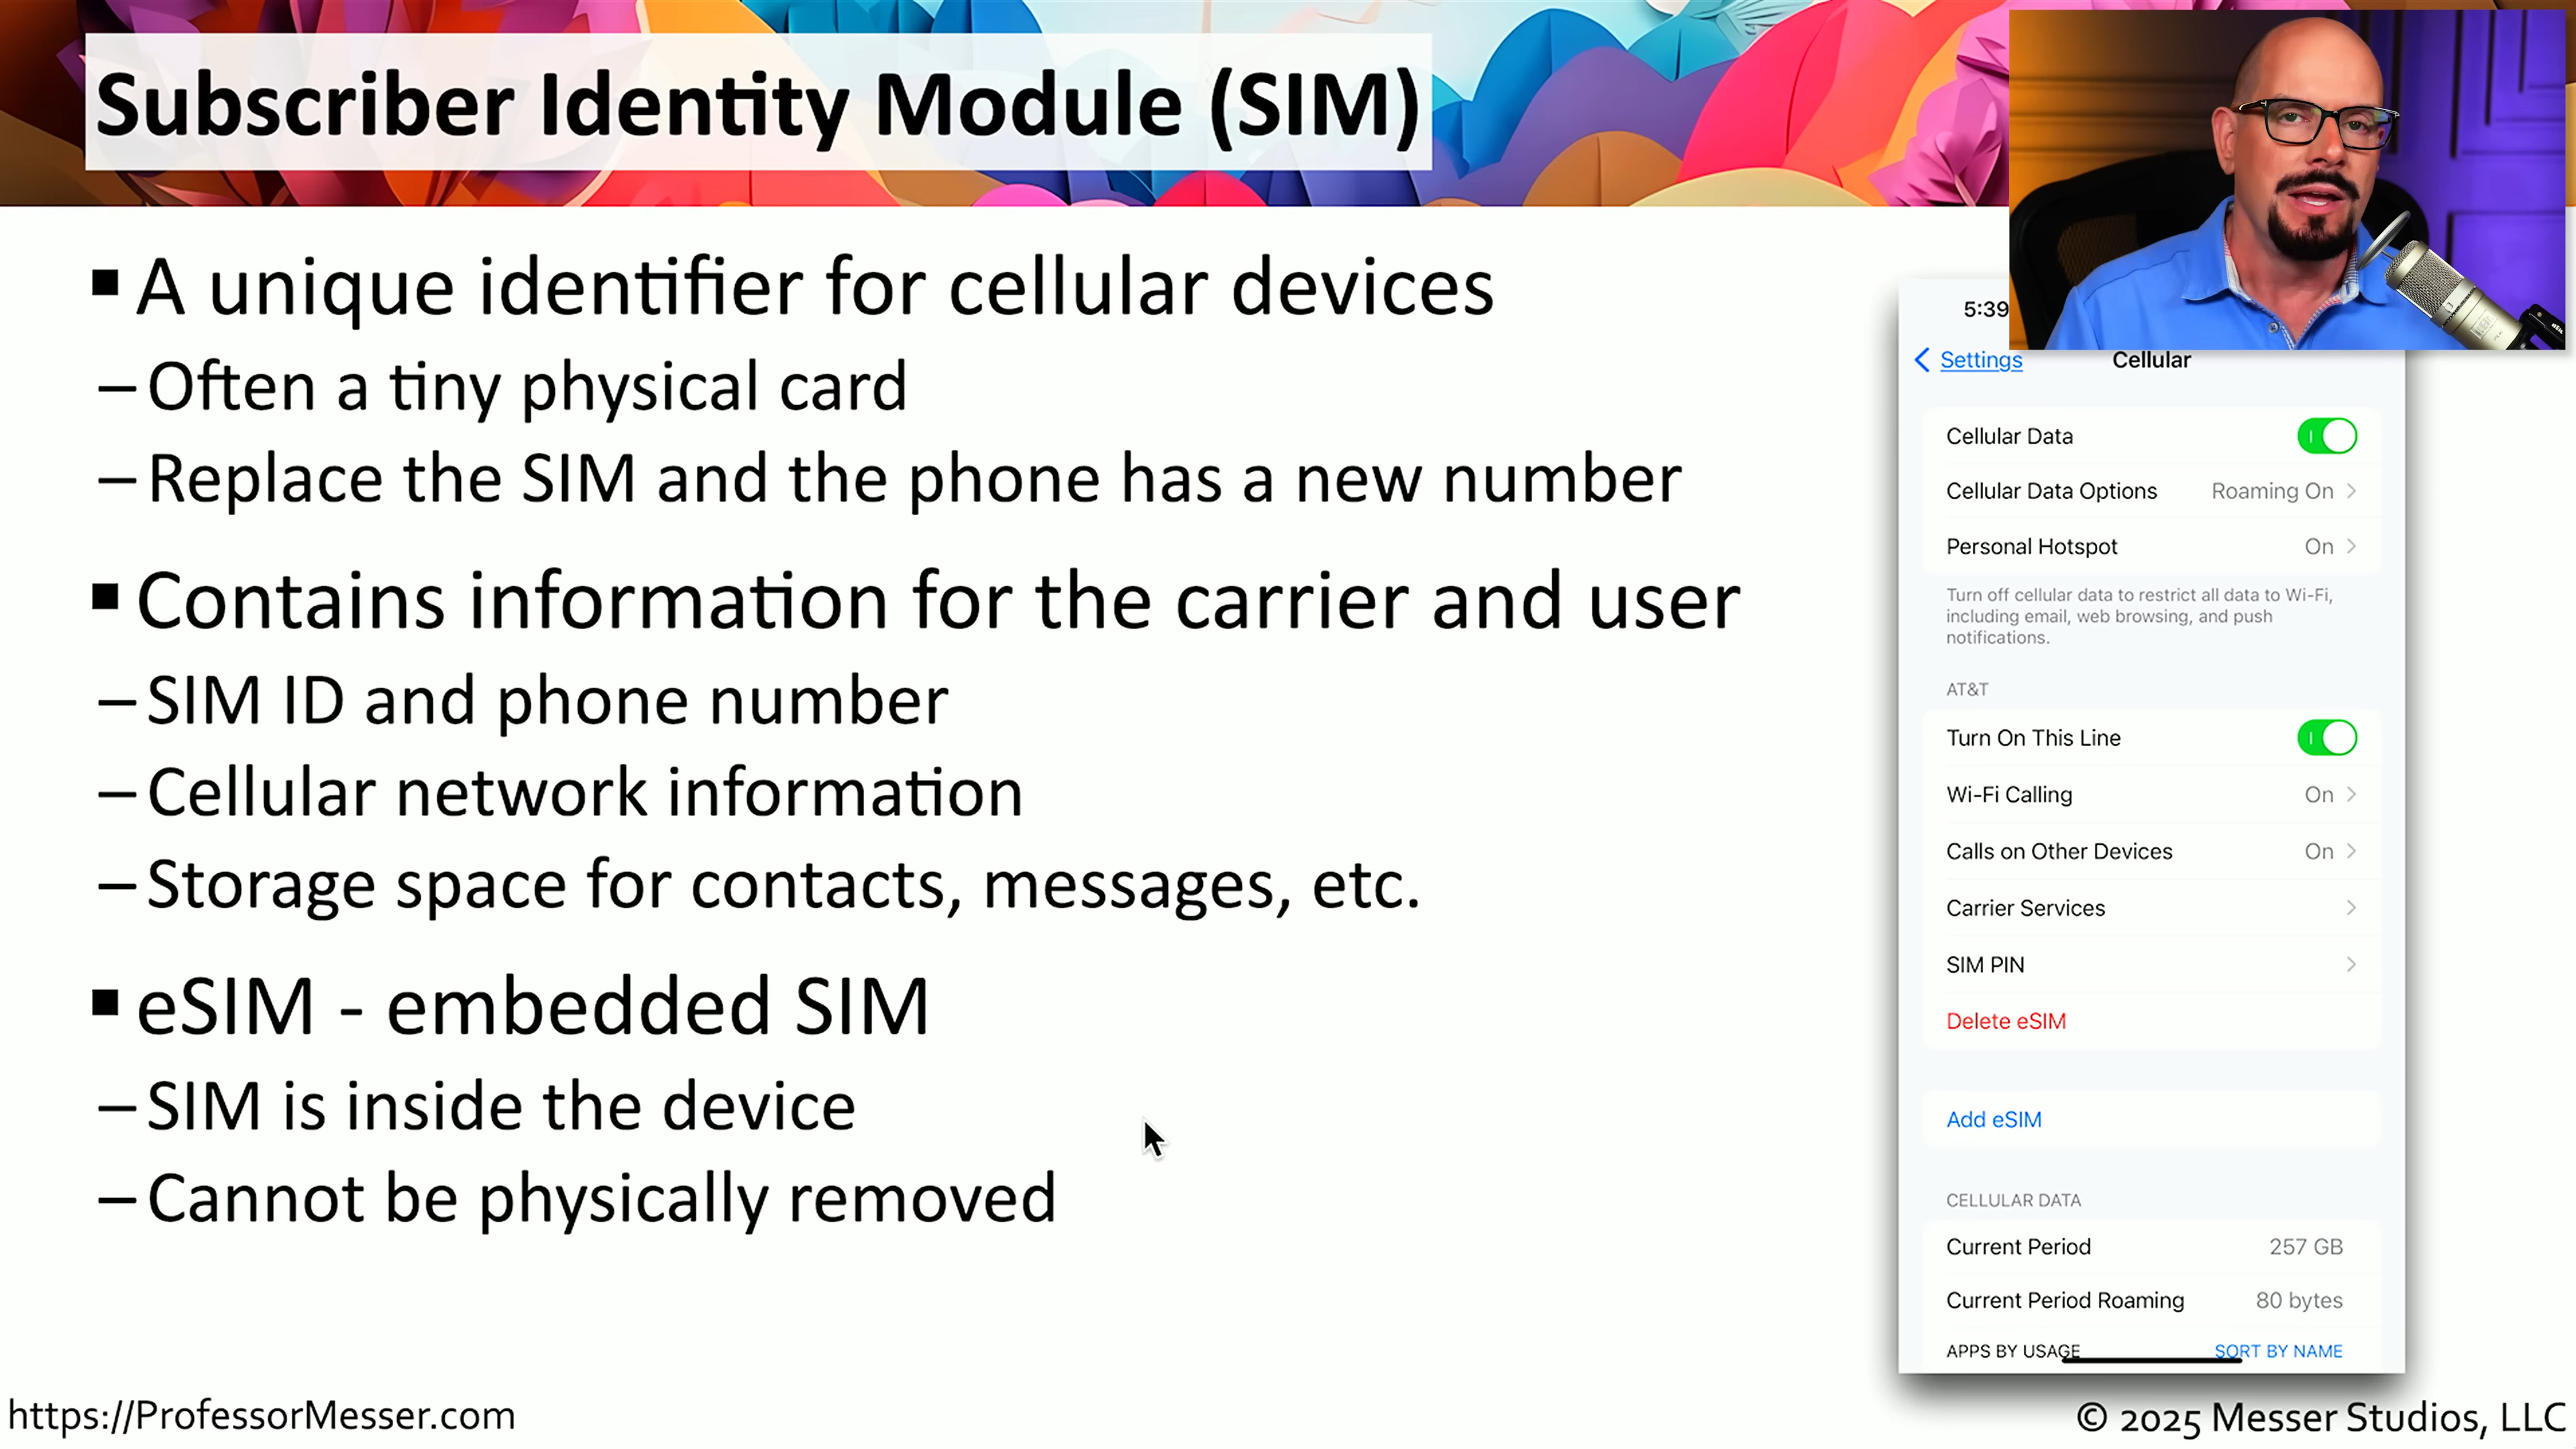 Subscriber Identity Module (SIM)
▪ A unique identifier for cellular devices
– Often a tiny physical card
– Replace the SIM and the phone has a new number
▪ Contains information for the carrier and user
– SIM ID and phone number
– Cellular network information
– Storage space for contacts, messages, etc.
▪ eSIM - embedded SIM
– SIM is inside the device
– Cannot be physically removed
5:39
Settings Cellular
Cellular Data
Cellular Data Options Roaming On
Personal Hotspot On
Turn off cellular data to restrict all data to Wi-Fi,
including email, web browsing, and push
notifications.
AT&T
Turn On This Line
Wi-Fi Calling On
Calls on Other Devices On
Carrier Services
SIM PIN
Delete eSIM
Add eSIM
CELLULAR DATA
Current Period 257 GB
Current Period Roaming 80 bytes
APPS BY USAGE SORT BY NAME
https://ProfessorMesser.com
© 2025 Messer Studios, LLC